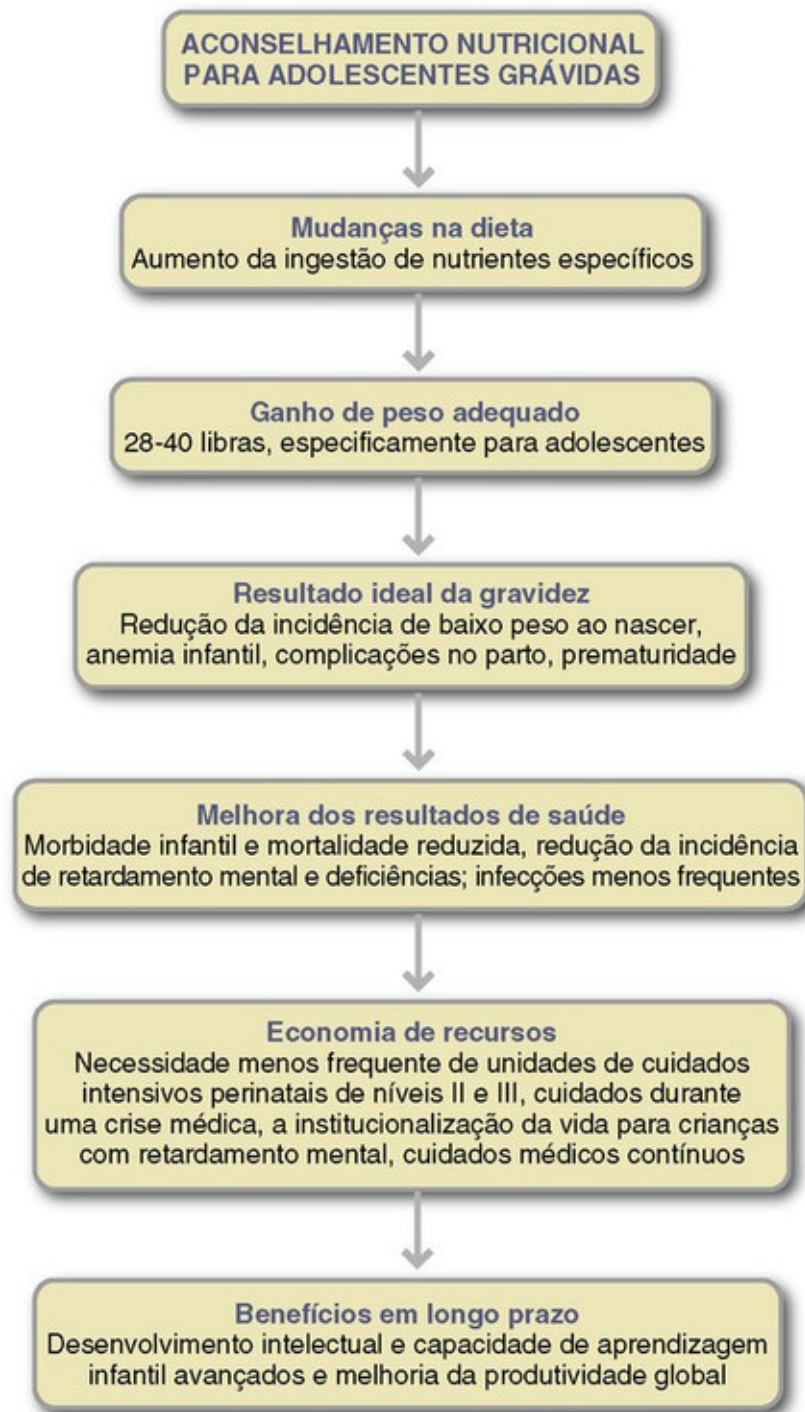 ACONSELHAMENTO NUTRICIONAL
PARA ADOLESCENTES GRÁVIDAS
Mudanças na dieta
Aumento da ingestão de nutrientes específicos
Ganho de peso adequado
28-40 libras, especificamente para adolescentes
Resultado ideal da gravidez
Redução da incidência de baixo peso ao nascer,
anemia infantil, complicações no parto, prematuridade
Melhora dos resultados de saúde
Morbidade infantil e mortalidade reduzida, redução da incidência
de retardamento mental e deficiências; infecções menos frequentes
Economia de recursos
Necessidade menos frequente de unidades de cuidados
intensivos perinatais de níveis II e III, cuidados durante
uma crise médica, a institucionalização da vida para crianças
com retardamento mental, cuidados médicos contínuos
Benefícios em longo prazo
Desenvolvimento intelectual e capacidade de aprendizagem
infantil avançados e melhoria da produtividade global